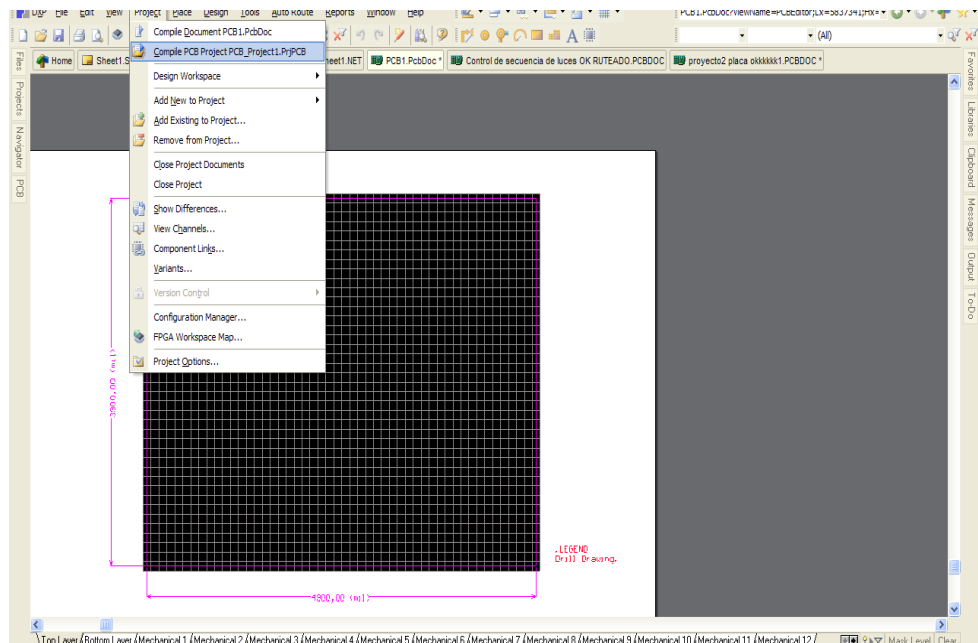 DXP File Edit View Project Place Design Tools Auto Route Reports Window Help
PCB1.PcbDoc?ViewName=PCBEditor;Lx=5837341;Hx=
Compile Document PCB1.PcbDoc
(All)
Compile PCB Project PCB_Project1.PrjPCB
Home Sheet1.S heet1.NET PCB1.PcbDoc * Control de secuencia de luces OK RUTEADO.PCBDOC proyecto2 placa okkkkkk1.PCBDOC *
Design Workspace
Add New to Project
Add Existing to Project...
Remove from Project...
Close Project Documents
Close Project
Show Differences...
View Channels...
Component Links...
Variants...
Version Control
Configuration Manager...
FPGA Workspace Map...
Project Options...
Files
Projects
Navigator
PCB
Favorites
Libraries
Clipboard
Messages
Output
To-Do
3900,00 (mil)
.LEGEND
Drill Drawing.
4900,00 (mil)
Top Layer Bottom Layer Mechanical 1 Mechanical 2 Mechanical 3 Mechanical 4 Mechanical 5 Mechanical 6 Mechanical 7 Mechanical 8 Mechanical 9 Mechanical 10 Mechanical 11 Mechanical 12 Mask Level Clear